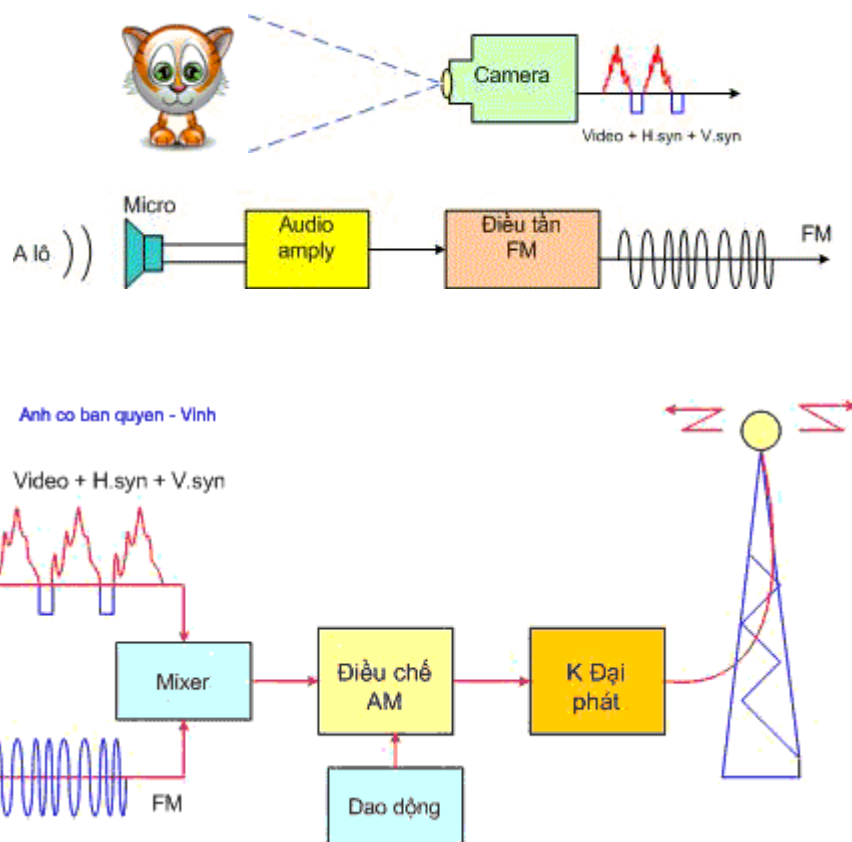 Camera
Video + H.syn + V.syn
Micro
A lô
Audio
amply
Điều tần
FM
FM
Anh co ban quyen - Vinh
Video + H.syn + V.syn
Mixer
Điều chế
AM
K Đại
phát
FM
Dao dộng